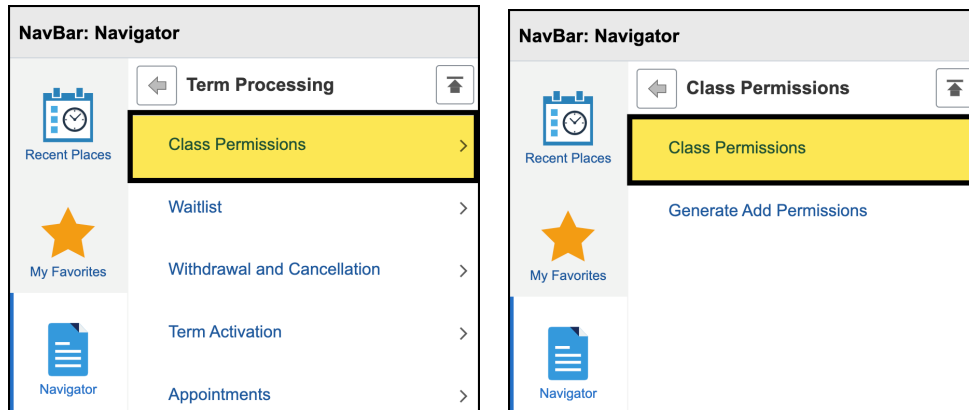 NavBar: Navigator
Term Processing
Recent Places
Class Permissions
Waitlist
My Favorites
Withdrawal and Cancellation
Term Activation
Navigator
Appointments
NavBar: Navigator
Class Permissions
Recent Places
Class Permissions
Generate Add Permissions
My Favorites
Navigator